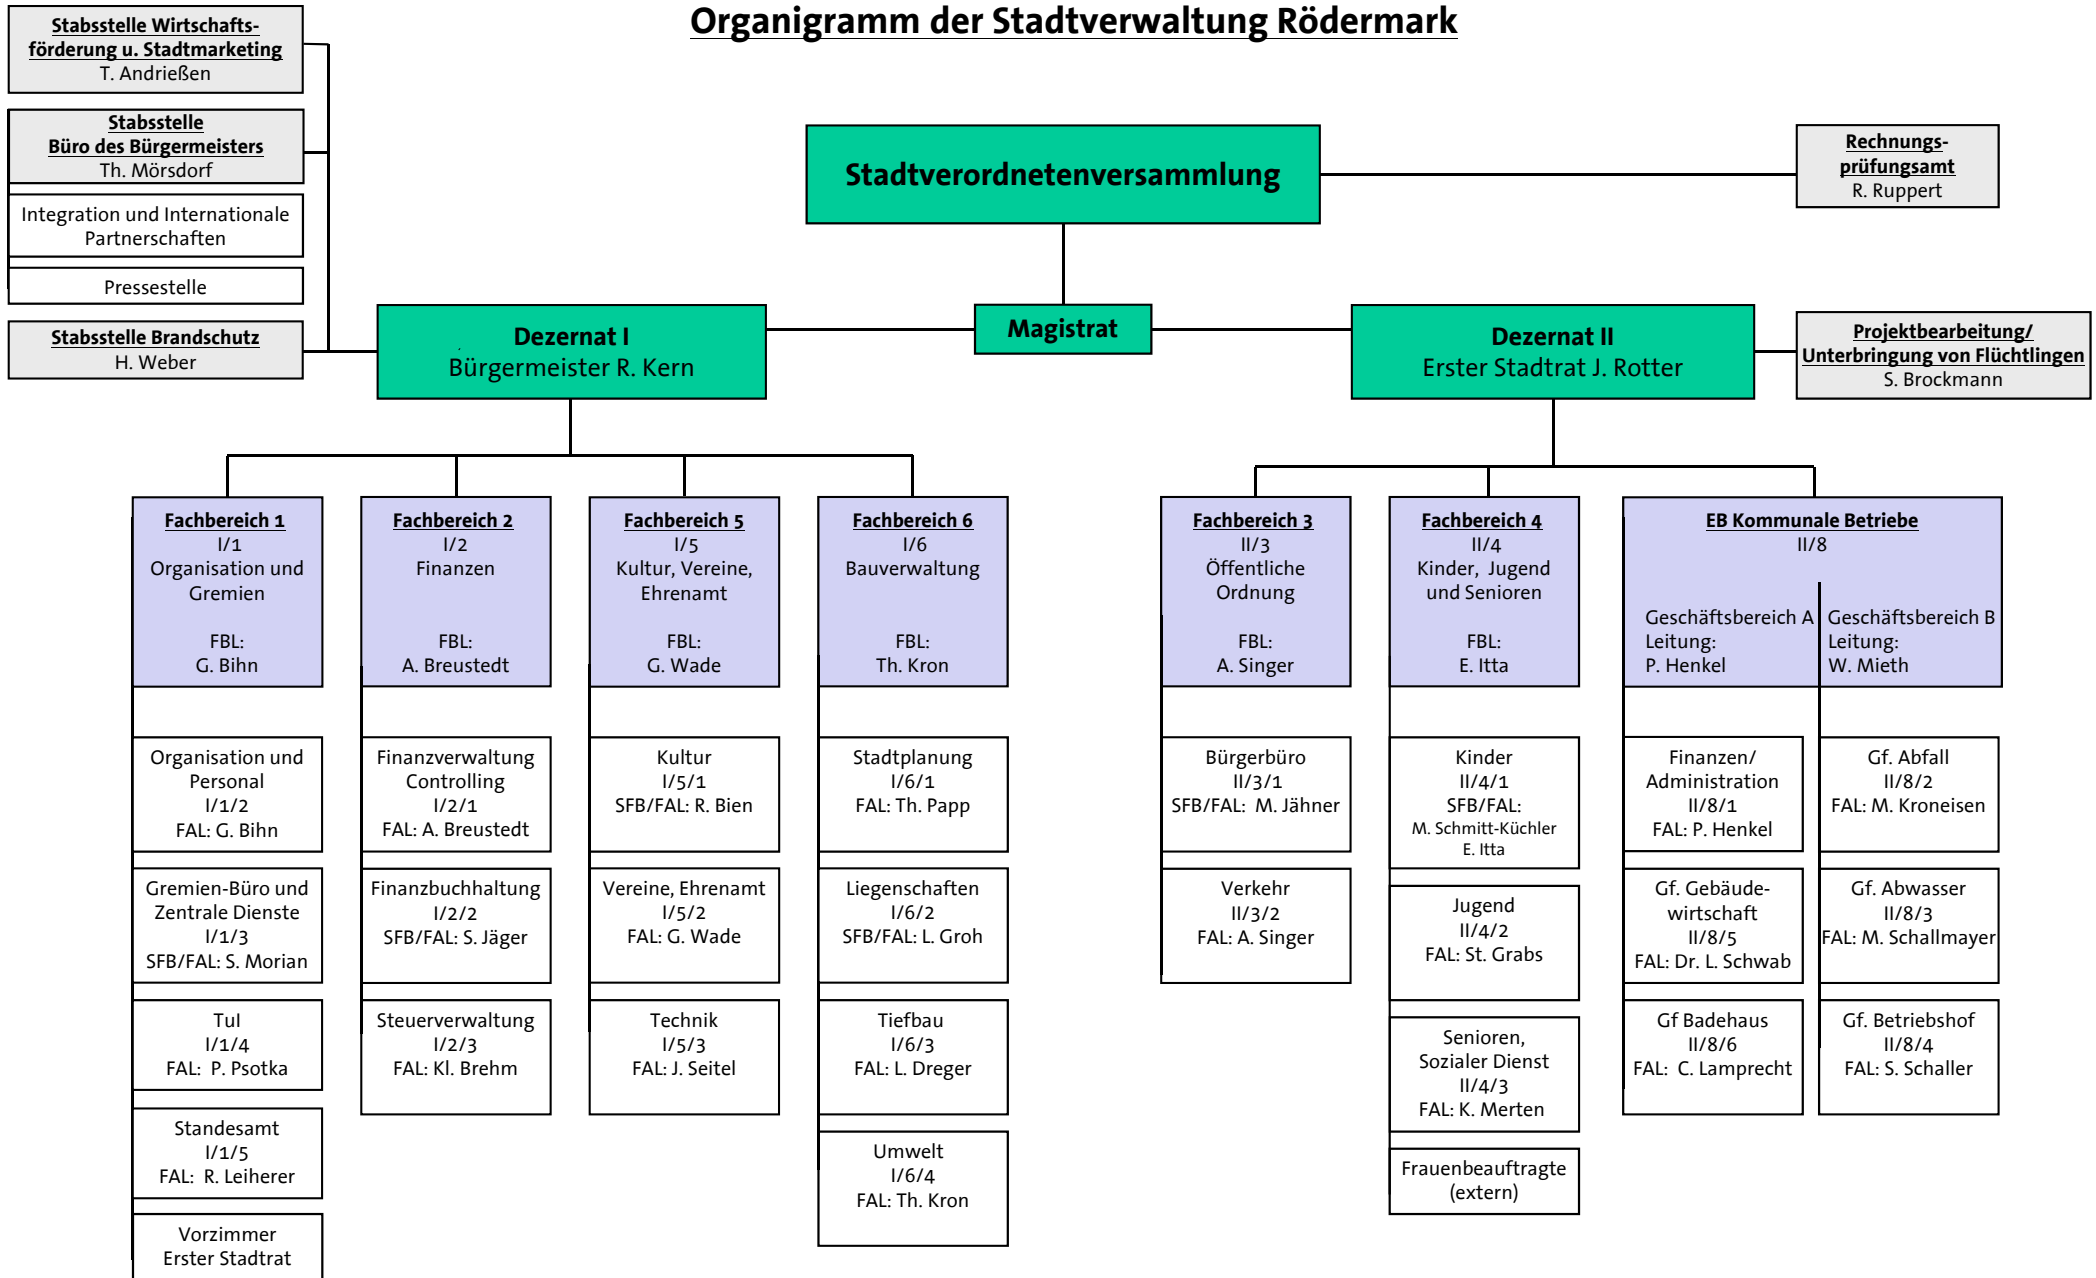 Organigramm der Stadtverwaltung Rödermark
Stabsstelle Wirtschafts-
förderung u. Stadtmarketing
T. Andrießen
Stabsstelle
Büro des Bürgermeisters
Th. Mörsdorf
Integration und Internationale
Partnerschaften
Pressestelle
Stabsstelle Brandschutz
H. Weber
Stadtverordnetenversammlung
Rechnungs-
prüfungsamt
R. Ruppert
Dezernat I
Bürgermeister R. Kern
Magistrat
Dezernat II
Erster Stadtrat J. Rotter
Projektbearbeitung/
Unterbringung von Flüchtlingen
S. Brockmann
Fachbereich 1
I/1
Organisation und
Gremien
FBL:
G. Bihn
Organisation und
Personal
I/1/2
FAL: G. Bihn
Gremien-Büro und
Zentrale Dienste
I/1/3
SFB/FAL: S. Morian
TuI
I/1/4
FAL: P. Psotka
Standesamt
I/1/5
FAL: R. Leiherer
Vorzimmer
Erster Stadtrat
Fachbereich 2
I/2
Finanzen
FBL:
A. Breustedt
Finanzverwaltung
Controlling
I/2/1
FAL: A. Breustedt
Finanzbuchhaltung
I/2/2
SFB/FAL: S. Jäger
Steuerverwaltung
I/2/3
FAL: Kl. Brehm
Fachbereich 5
I/5
Kultur, Vereine,
Ehrenamt
FBL:
G. Wade
Kultur
I/5/1
SFB/FAL: R. Bien
Vereine, Ehrenamt
I/5/2
FAL: G. Wade
Technik
I/5/3
FAL: J. Seitel
Fachbereich 6
I/6
Bauverwaltung
FBL:
Th. Kron
Stadtplanung
I/6/1
FAL: Th. Papp
Liegenschaften
I/6/2
SFB/FAL: L. Groh
Tiefbau
I/6/3
FAL: L. Dreger
Umwelt
I/6/4
FAL: Th. Kron
Fachbereich 3
II/3
Öffentliche
Ordnung
FBL:
A. Singer
Bürgerbüro
II/3/1
SFB/FAL: M. Jähner
Verkehr
II/3/2
FAL: A. Singer
Fachbereich 4
II/4
Kinder, Jugend
und Senioren
FBL:
E. Itta
Kinder
II/4/1
SFB/FAL:
M. Schmitt-Küchler
E. Itta
Jugend
II/4/2
FAL: St. Grabs
Senioren,
Sozialer Dienst
II/4/3
FAL: K. Merten
Frauenbeauftragte
(extern)
EB Kommunale Betriebe
II/8
Geschäftsbereich A
Leitung:
P. Henkel
Geschäftsbereich B
Leitung:
W. Mieth
Finanzen/
Administration
II/8/1
FAL: P. Henkel
Gf. Gebäude-
wirtschaft
II/8/5
FAL: Dr. L. Schwab
Gf Badehaus
II/8/6
FAL: C. Lamprecht
Gf. Abfall
II/8/2
FAL: M. Kroneisen
Gf. Abwasser
II/8/3
FAL: M. Schallmayer
Gf. Betriebshof
II/8/4
FAL: S. Schaller